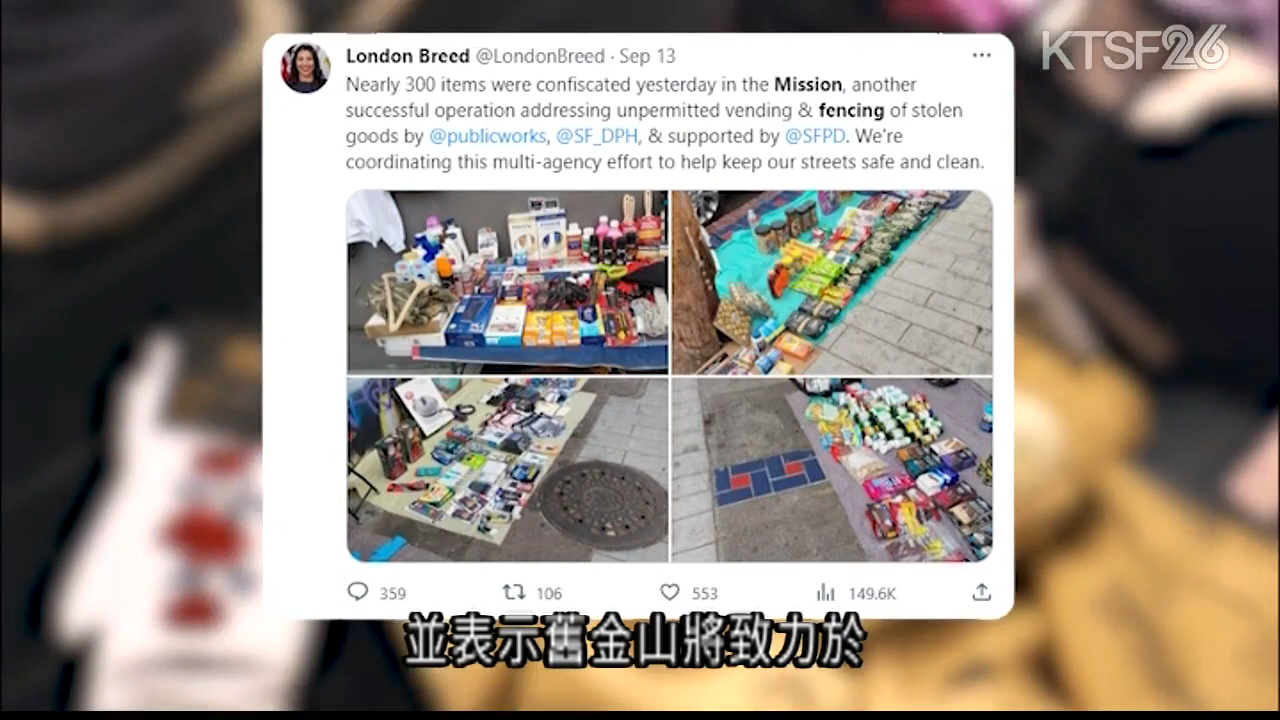 KTSF26
London Breed @LondonBreed · Sep 13
Nearly 300 items were confiscated yesterday in the Mission, another
successful operation addressing unpermitted vending & fencing of stolen
goods by @publicworks, @SF_DPH, & supported by @SFPD. We're
coordinating this multi-agency effort to help keep our streets safe and clean.
359 106 553 149.6K
並表示舊金山將致力於